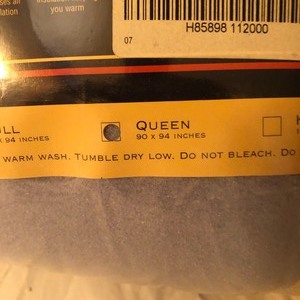 you warm
H85898 112000
07
QUEEN
90 X 94 INCHES
X 94 INCHES
WARM WASH. TUMBLE DRY LOW. DO NOT BLEACH. DO